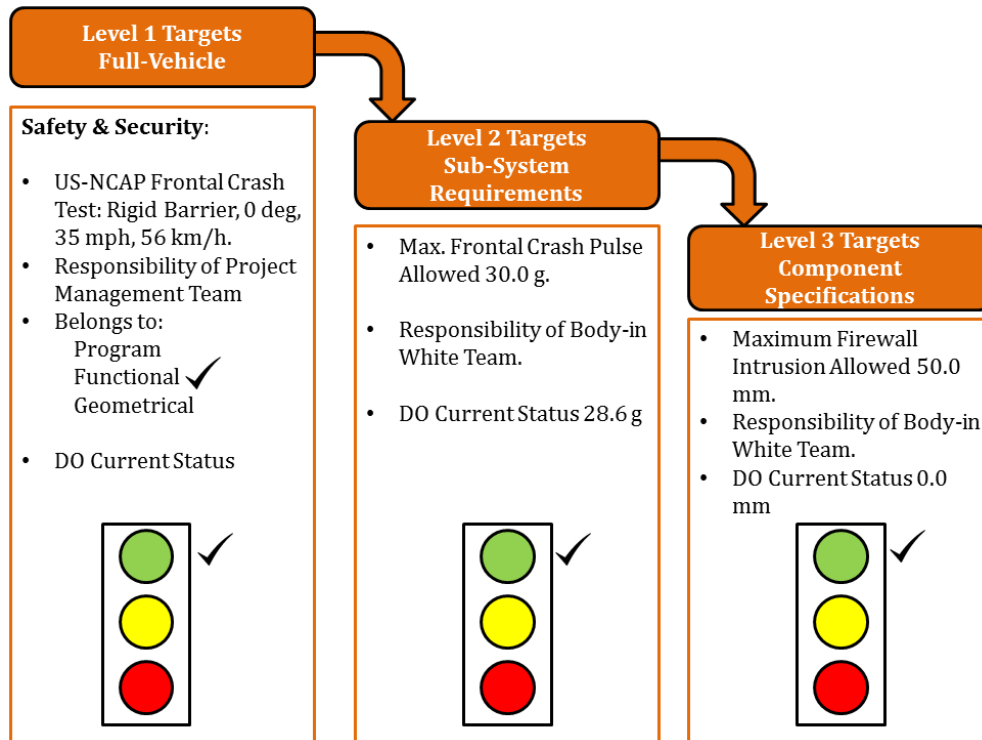 Level 1 Targets
Full-Vehicle
Safety & Security:
• US-NCAP Frontal Crash
Test: Rigid Barrier, 0 deg,
35 mph, 56 km/h.
• Responsibility of Project
Management Team
• Belongs to:
Program
Functional
Geometrical
• DO Current Status
Level 2 Targets
Sub-System
Requirements
• Max. Frontal Crash Pulse
Allowed 30.0 g.
• Responsibility of Body-in
White Team.
• DO Current Status 28.6 g
Level 3 Targets
Component
Specifications
• Maximum Firewall
Intrusion Allowed 50.0
mm.
• Responsibility of Body-in
White Team.
• DO Current Status 0.0
mm